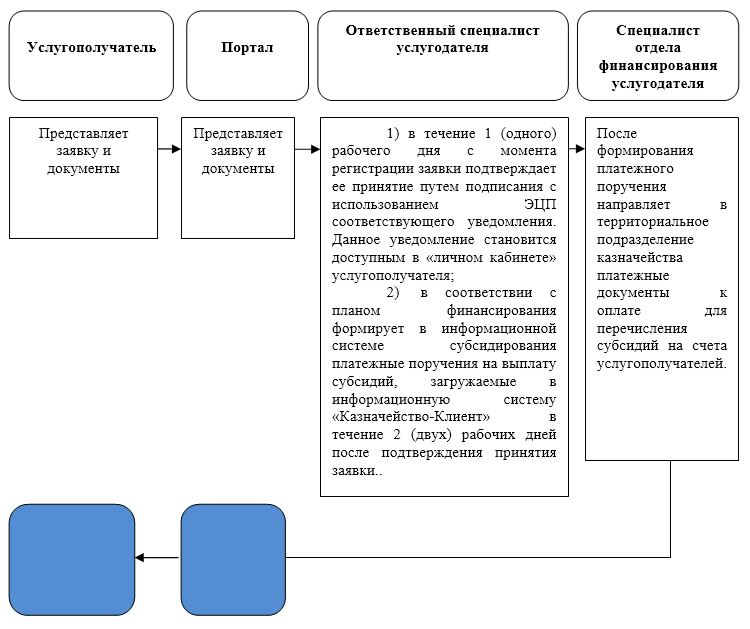 Услугополучатель
Портал
Ответственный специалист
услугодателя
Специалист
отдела
финансирования
услугодателя
Представляет
заявку и
документы
Представляет
заявку и
документы
1) в течение 1 (одного)
рабочего дня с момента
регистрации заявки подтверждает
ее принятие путем подписания с
использованием ЭЦП
соответствующего уведомления.
Данное уведомление становится
доступным в «личном кабинете»
услугополучателя;
2) в соответствии с
планом финансирования
формирует в информационной
системе субсидирования
платежные поручения на выплату
субсидий, загружаемые в
информационную систему
«Казначейство-Клиент» в
течение 2 (двух) рабочих дней
после подтверждения принятия
заявки..
После
формирования
платежного
поручения
направляет в
территориальное
подразделение
казначейства
платежные
документы к
оплате для
перечисления
субсидий на счета
услугополучателей.